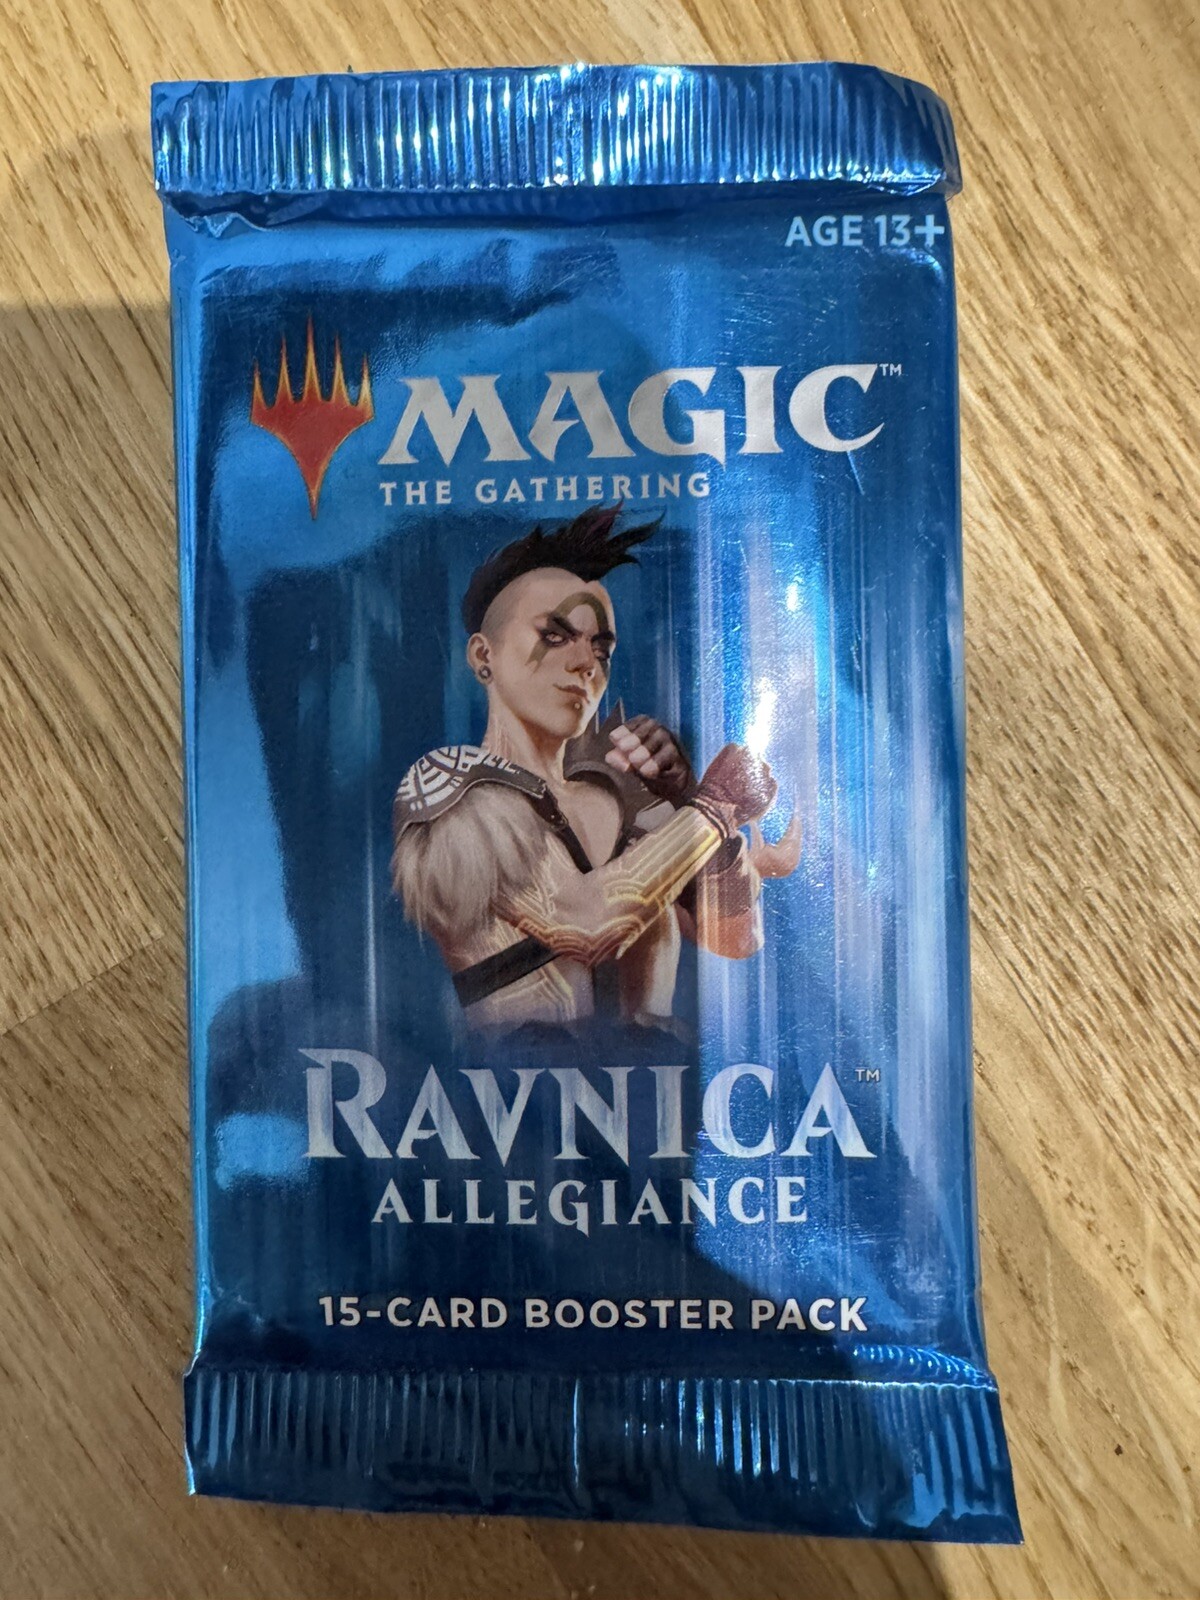 AGE 13+
MAGIC™
THE GATHERING
RAVNICA™
ALLEGIANCE
15-CARD BOOSTER PACK